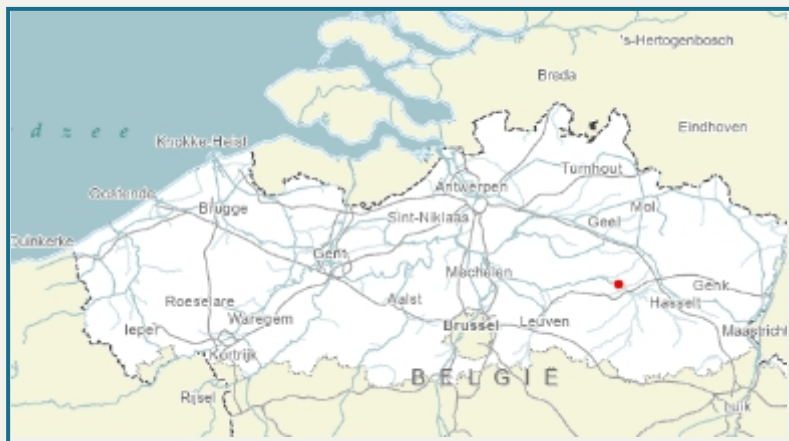 's-Hertogenbosch
Breda
Eindhoven
d z e e
Knokke-Heist
Turnhout
Antwerpen
Oostende
Brugge
Sint-Niklaas
Geel
Mol
Duinkerke
Gent
Mechelen
Genk
Roeselare
Aalst
Hasselt
Ieper
Waregem
Brussel
Leuven
Maastricht
Kortrijk
BELGIË
Rijsel
Luik